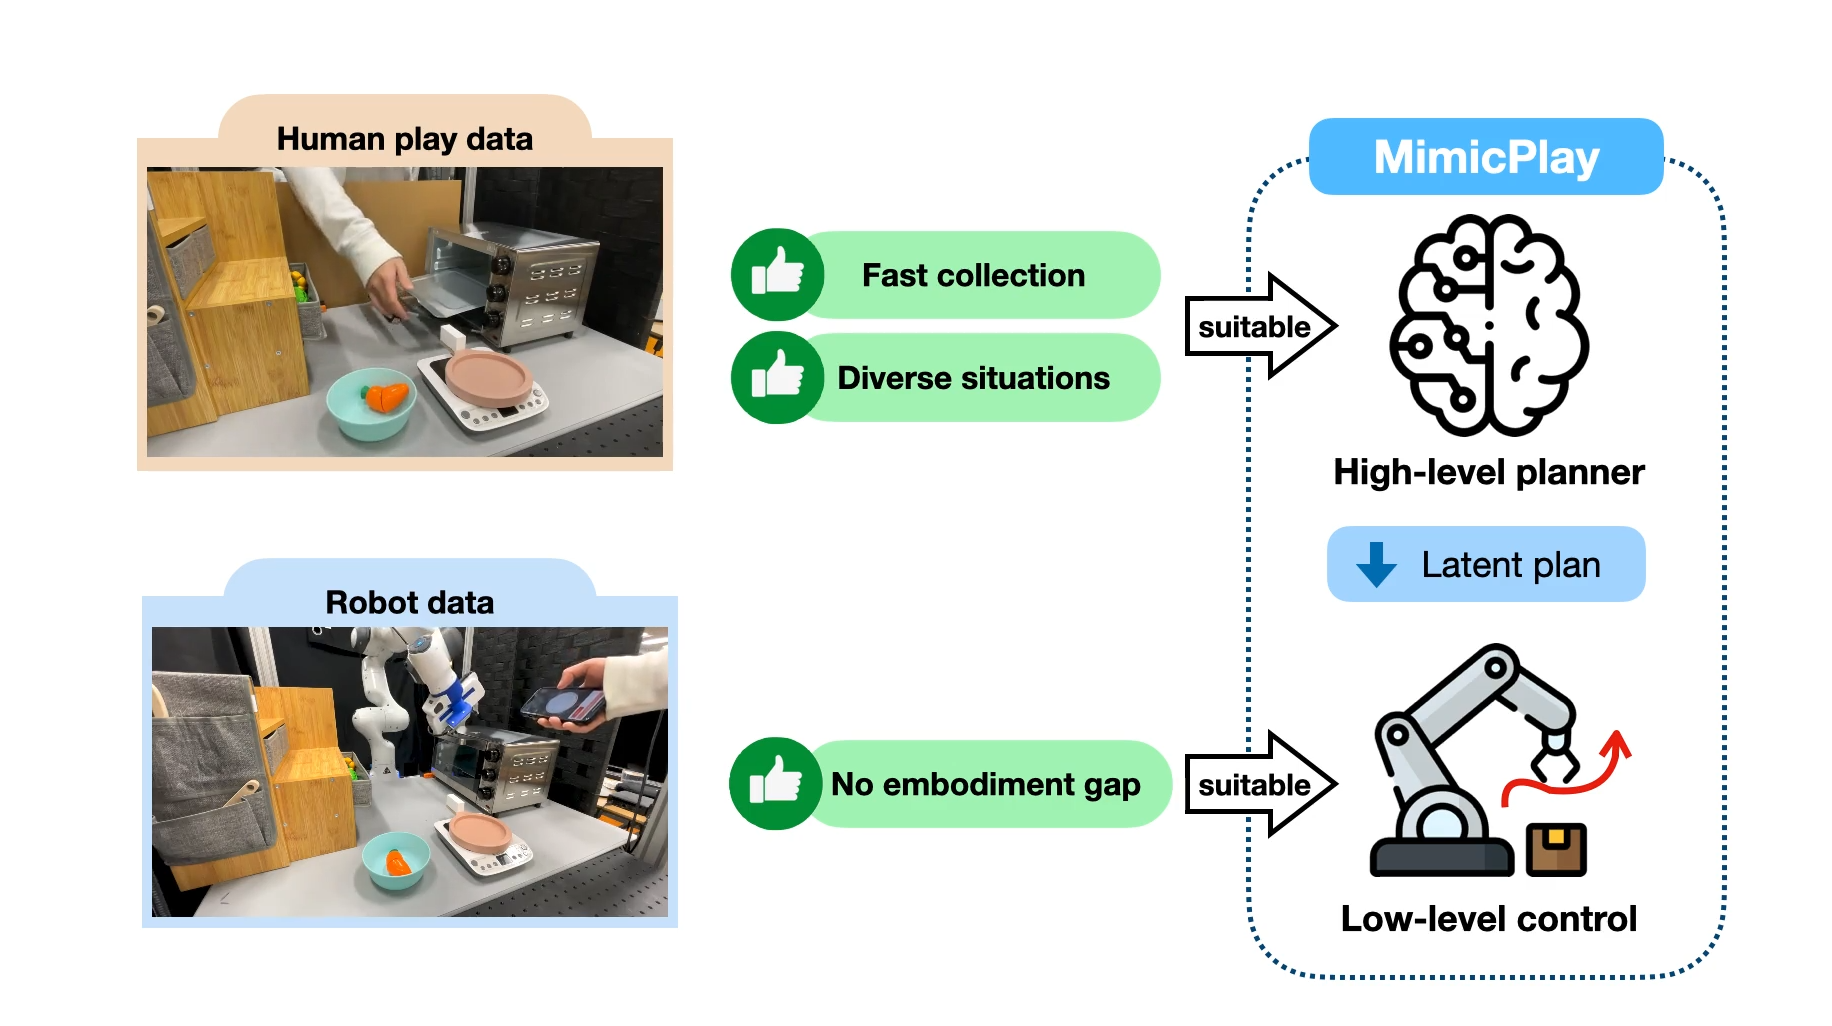 Human play data
Fast collection
Diverse situations
suitable
MimicPlay
High-level planner
Latent plan
Robot data
No embodiment gap
suitable
Low-level control